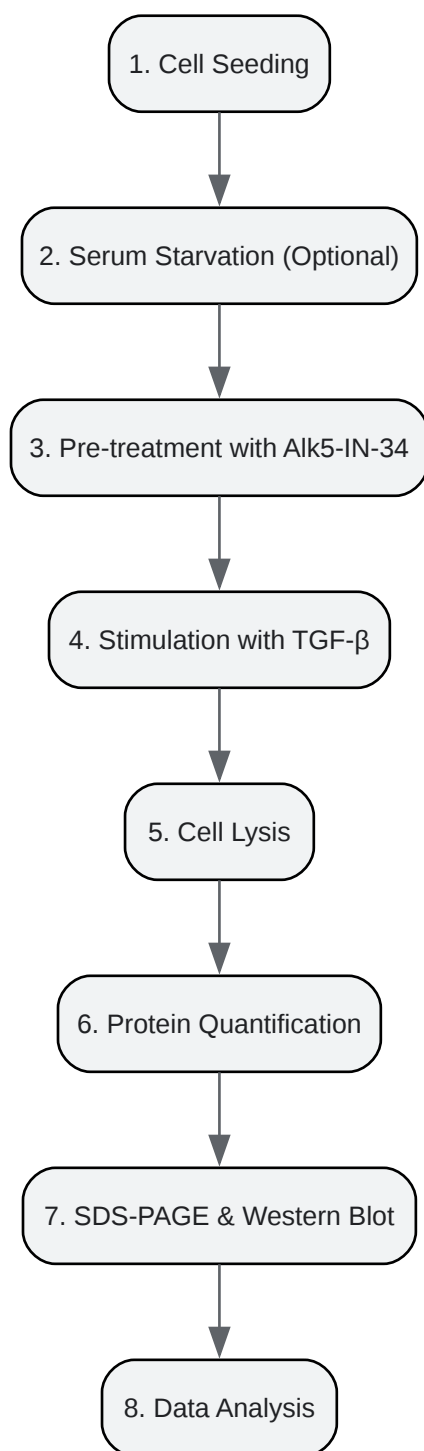 1. Cell Seeding
2. Serum Starvation (Optional)
3. Pre-treatment with Alk5-IN-34
4. Stimulation with TGF-β
5. Cell Lysis
6. Protein Quantification
7. SDS-PAGE & Western Blot
8. Data Analysis